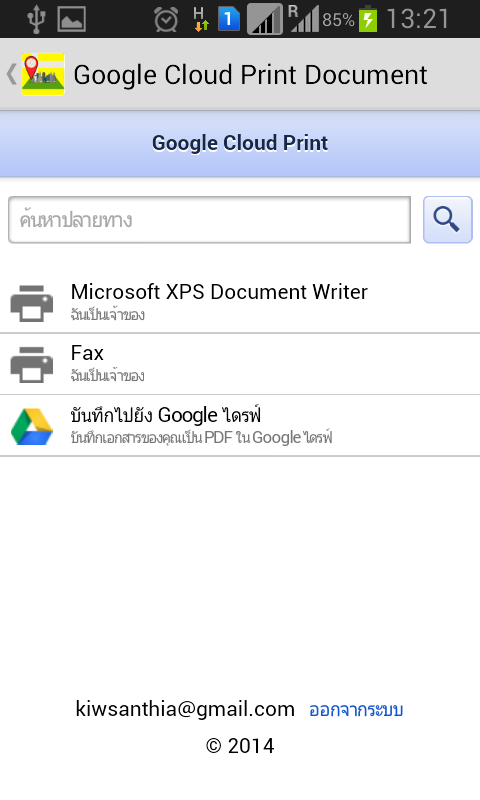 H 1 R 85% 13:21
Google Cloud Print Document
Google Cloud Print
ค้นหาปลายทาง
Microsoft XPS Document Writer
ฉันเป็นเจ้าของ
Fax
ฉันเป็นเจ้าของ
บันทึกไปยัง Google ไดรฟ์
บันทึกเอกสารของคุณเป็น PDF ใน Google ไดรฟ์
kiwsanthia@gmail.com ออกจากระบบ
© 2014